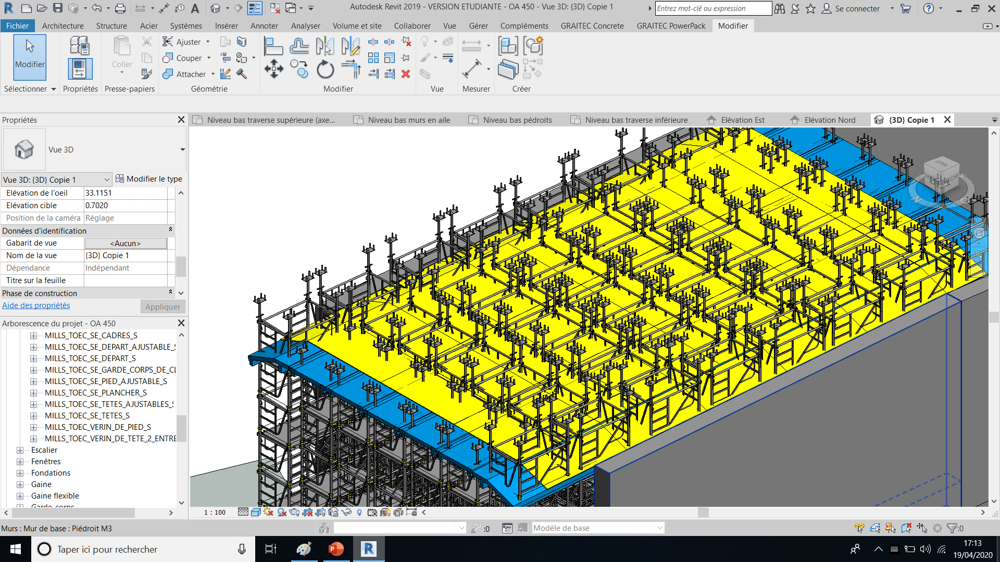 Autodesk Revit 2019 - VERSION ETUDIANTE - OA 450 - Vue 3D: {3D} Copie 1
Entrez mot-clé ou expression
Se connecter
Fichier
Architecture
Structure
Acier
Systèmes
Insérer
Annoter
Analyser
Volume et site
Collaborer
Vue
Gérer
Compléments
GRAITEC Concrete
GRAITEC PowerPack
Modifier
Modifier
Coller
Ajuster
Couper
Attacher
Sélectionner
Propriétés
Presse-papiers
Géométrie
Modifier
Vue
Mesurer
Créer
Propriétés
Niveau bas traverse supérieure (axe...
Niveau bas murs en aile
Niveau bas pédroits
Niveau bas traverse inférieure
Elévation Est
Elévation Nord
{3D} Copie 1
Vue 3D
Vue 3D: {3D} Copie 1
Modifier le type
Elévation de l'oeil 33.1151
Elévation cible 0.7020
Position de la caméra Réglage
Données d'identification
Gabarit de vue <Aucun>
Nom de la vue {3D} Copie 1
Dépendance Indépendant
Titre sur la feuille
Phase de construction
Aide des propriétés
Appliquer
Arborescence du projet - OA 450
MILLS_TOEC_SE_CADRES_S
MILLS_TOEC_SE_DEPART_AJUSTABLE_S
MILLS_TOEC_SE_DEPART_S
MILLS_TOEC_SE_GARDE_CORPS_DE_CL
MILLS_TOEC_SE_PIED_AJUSTABLE_S
MILLS_TOEC_SE_PLANCHER_S
MILLS_TOEC_SE_TETES_AJUSTABLES_S
MILLS_TOEC_SE_TETES_S
MILLS_TOEC_VERIN_DE_PIED_S
MILLS_TOEC_VERIN_DE_TETE_2_ENTRE
Escalier
Fenêtres
Fondations
Gaine
Gaine flexible
Garde-corps
HAUT
1 : 100
Murs : Mur de base : Piédroit M3
:0
Modèle de base
:0
Taper ici pour rechercher
SSD
17:13
19/04/2020